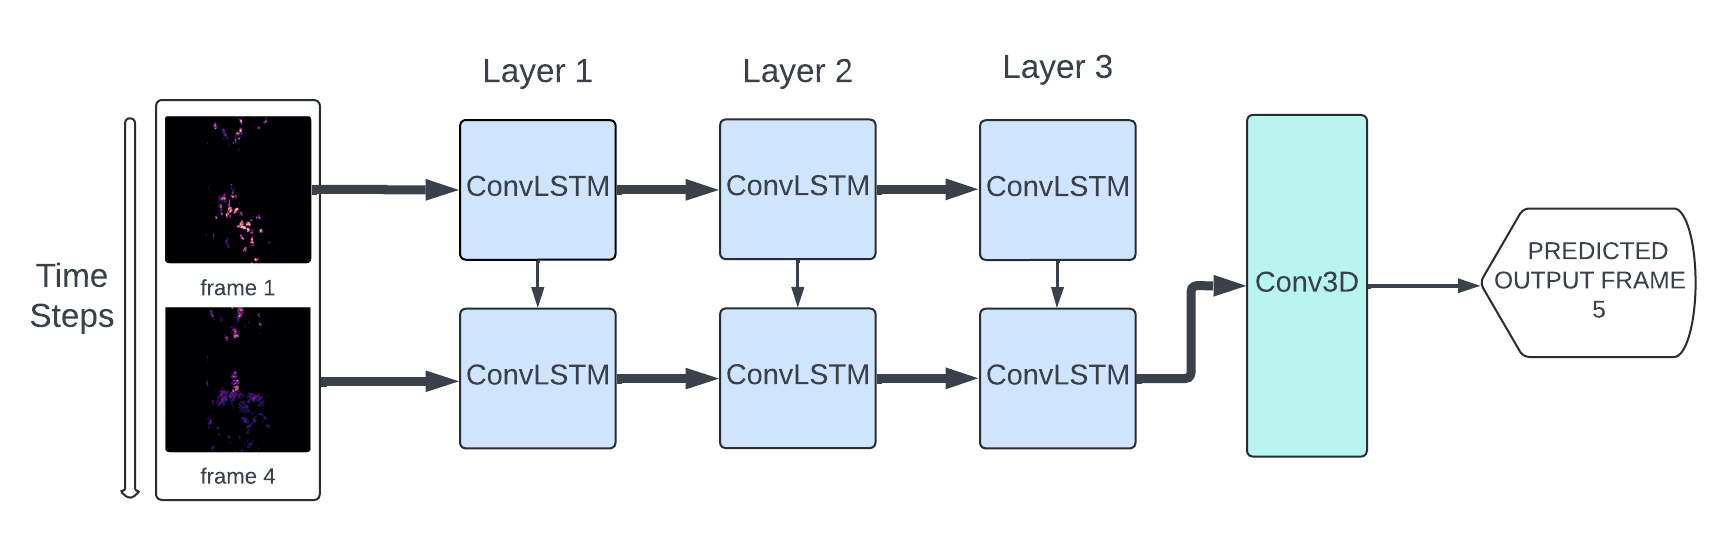 Layer 1
Layer 2
Layer 3
Time
Steps
frame 1
frame 4
ConvLSTM
ConvLSTM
ConvLSTM
ConvLSTM
ConvLSTM
ConvLSTM
Conv3D
PREDICTED
OUTPUT FRAME
5